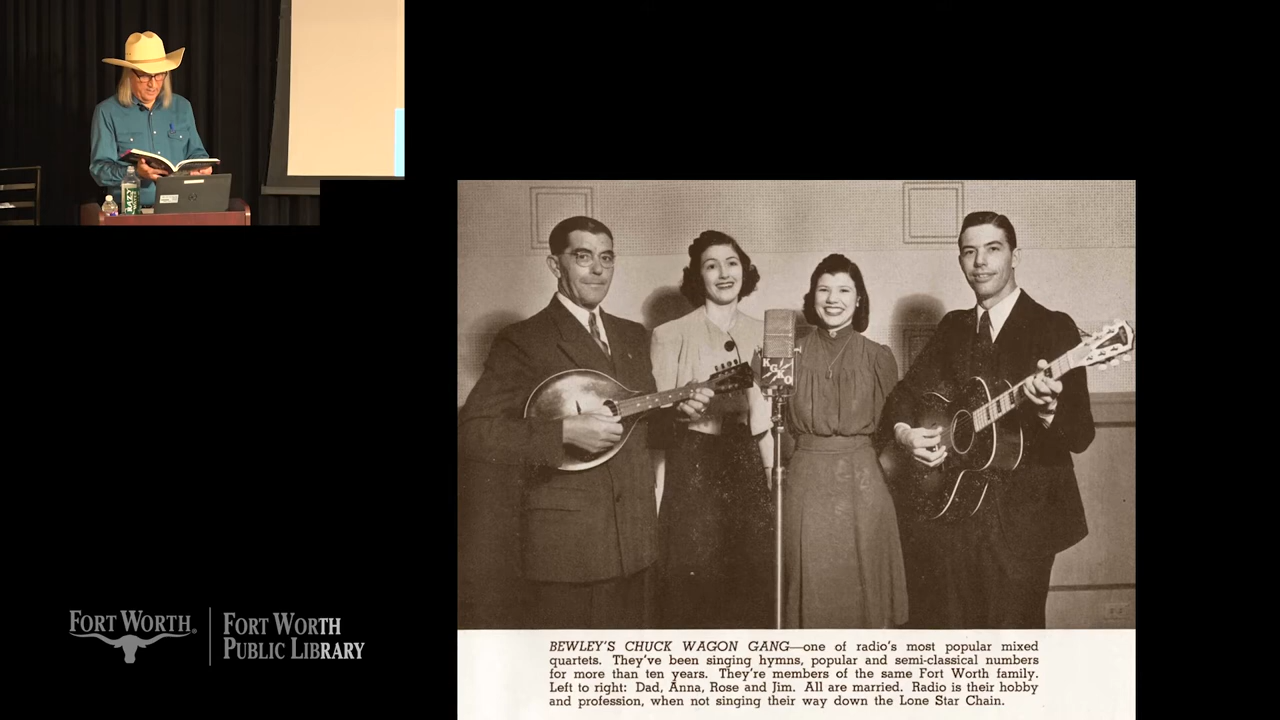 KGKO
BEWLEY'S CHUCK WAGON GANG—one of radio's most popular mixed
quartets. They've been singing hymns, popular and semi-classical numbers
for more than ten years. They're members of the same Fort Worth family.
Left to right: Dad, Anna, Rose and Jim. All are married. Radio is their hobby
and profession, when not singing their way down the Lone Star Chain.
FORT WORTH®
FORT WORTH
PUBLIC LIBRARY